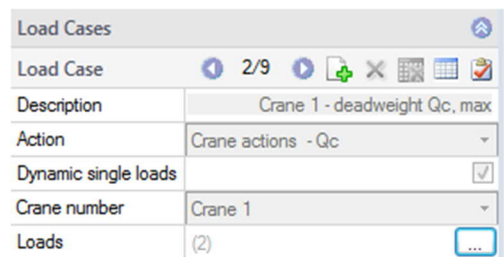 Load Cases
Load Case 2/9
Description Crane 1 - deadweight Qc, max
Action Crane actions - Qc
Dynamic single loads
Crane number Crane 1
Loads (2) ...